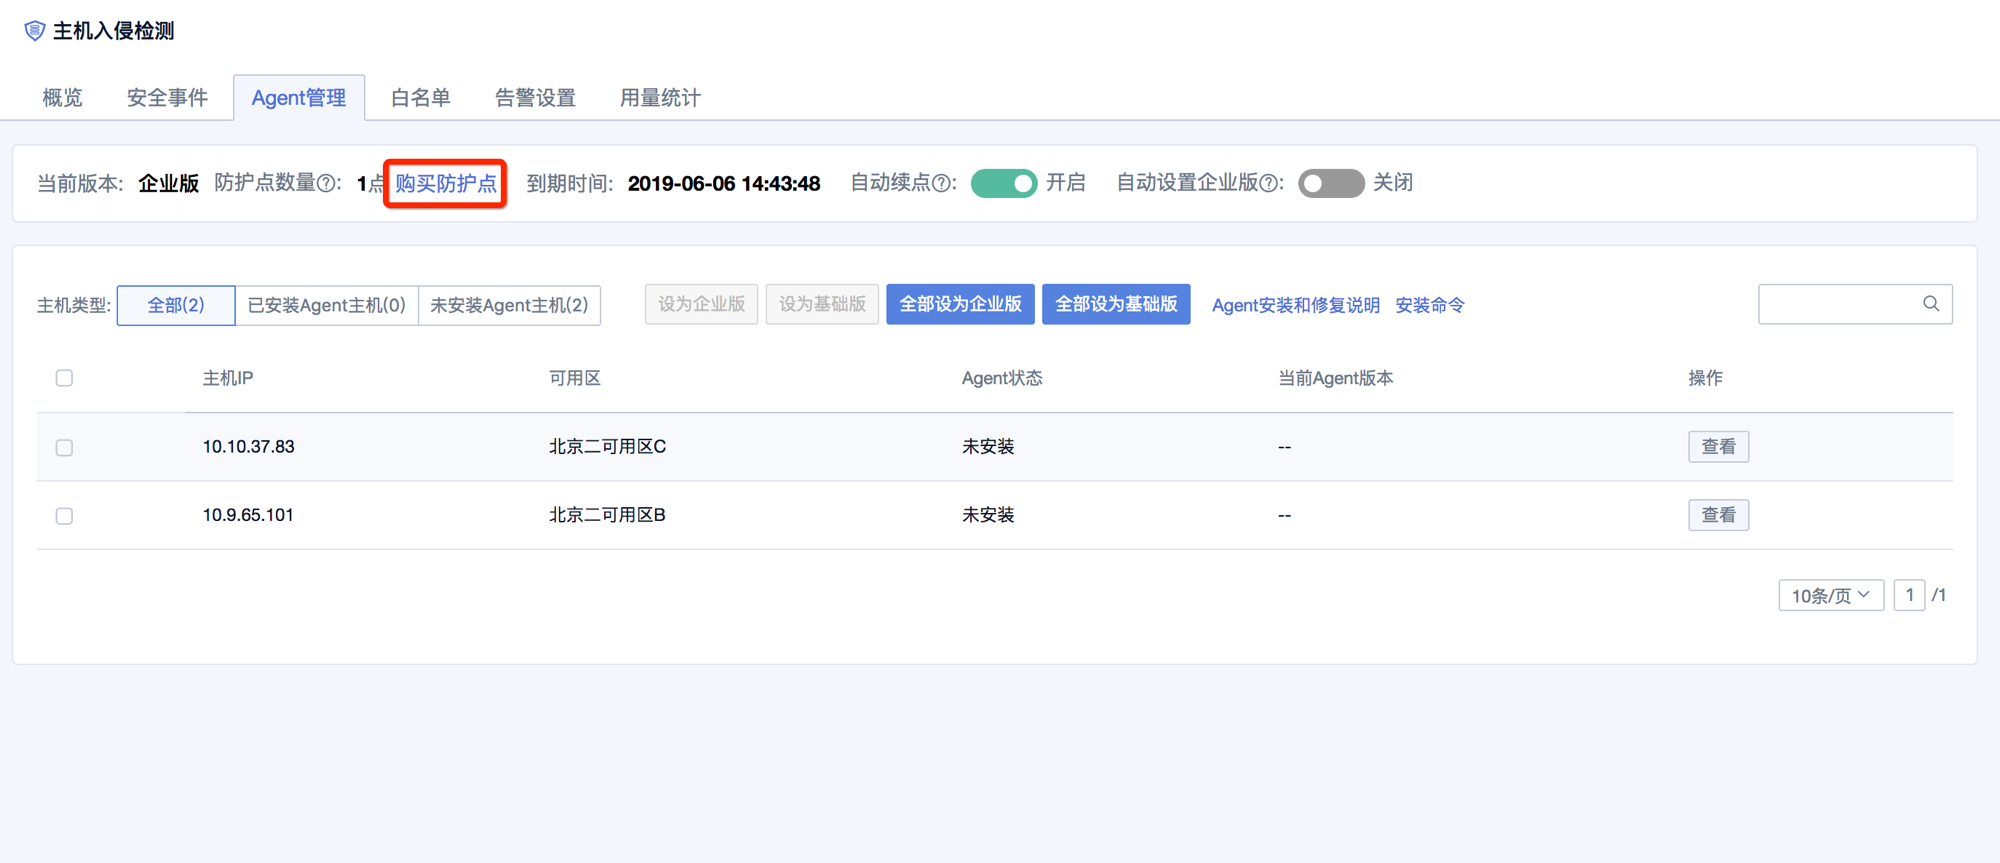 主机入侵检测
概览 安全事件 Agent管理 白名单 告警设置 用量统计
当前版本: 企业版 防护点数量?: 1点 购买防护点 到期时间: 2019-06-06 14:43:48 自动续点?: 开启 自动设置企业版?: 关闭
主机类型: 全部(2) 已安装Agent主机(0) 未安装Agent主机(2) 设为企业版 设为基础版 全部设为企业版 全部设为基础版 Agent安装和修复说明 安装命令
主机IP 可用区 Agent状态 当前Agent版本 操作
10.10.37.83 北京二可用区C 未安装 -- 查看
10.9.65.101 北京二可用区B 未安装 -- 查看
10条/页 1 /1